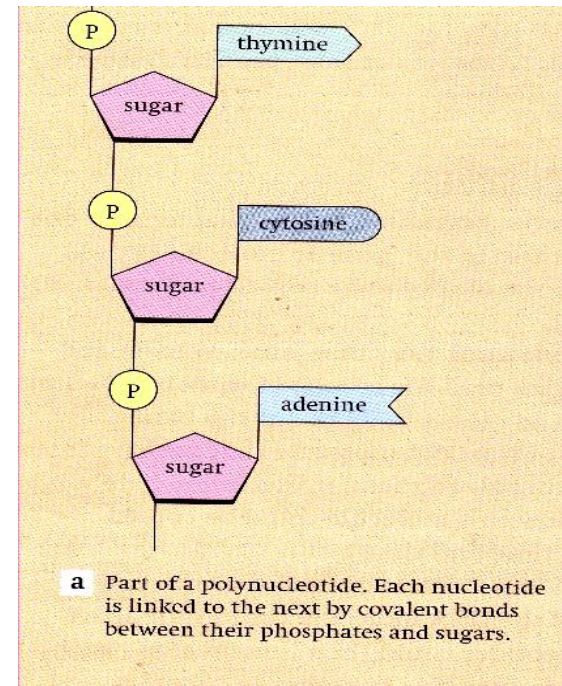 P
thymine
sugar
P
cytosine
sugar
P
adenine
sugar
a Part of a polynucleotide. Each nucleotide
is linked to the next by covalent bonds
between their phosphates and sugars.